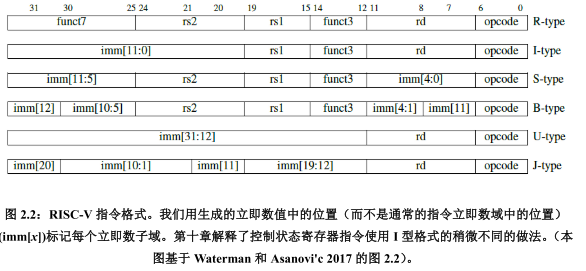 31 30 25 24 21 20 19 15 14 12 11 8 7 6 0
funct7 rs2 rs1 funct3 rd opcode R-type
imm[11:0] rs1 funct3 rd opcode I-type
imm[11:5] rs2 rs1 funct3 imm[4:0] opcode S-type
imm[12] imm[10:5] rs2 rs1 funct3 imm[4:1] imm[11] opcode B-type
imm[31:12] rd opcode U-type
imm[20] imm[10:1] imm[11] imm[19:12] rd opcode J-type
图 2.2：RISC-V 指令格式。我们用生成的立即数值中的位置（而不是通常的指令立即数域中的位置）
(imm[x])标记每个立即数子域。第十章解释了控制状态寄存器指令使用 I 型格式的稍微不同的做法。（本
图基于 Waterman 和 Asanovi'c 2017 的图 2.2）。